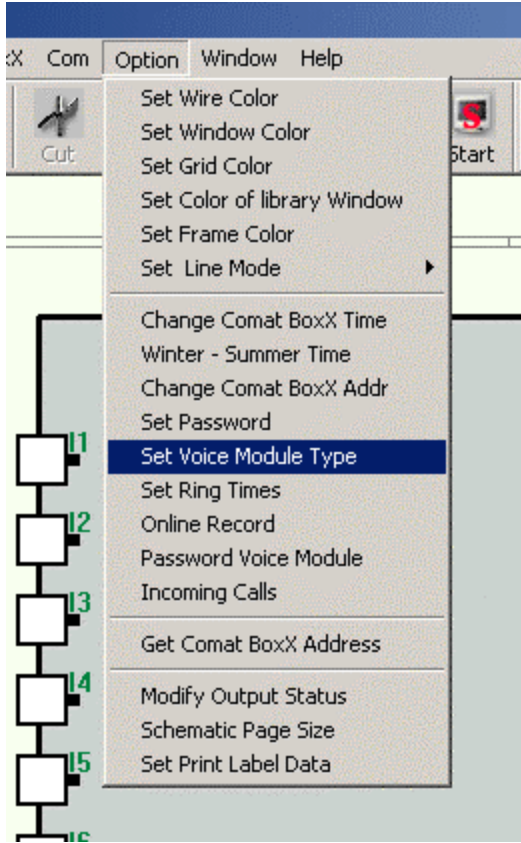 Com Option Window Help
Cut
Start
Set Wire Color
Set Window Color
Set Grid Color
Set Color of library Window
Set Frame Color
Set Line Mode
Change Comat BoxX Time
Winter - Summer Time
Change Comat BoxX Addr
Set Password
Set Voice Module Type
Set Ring Times
Online Record
Password Voice Module
Incoming Calls
Get Comat BoxX Address
Modify Output Status
Schematic Page Size
Set Print Label Data
I1
I2
I3
I4
I5